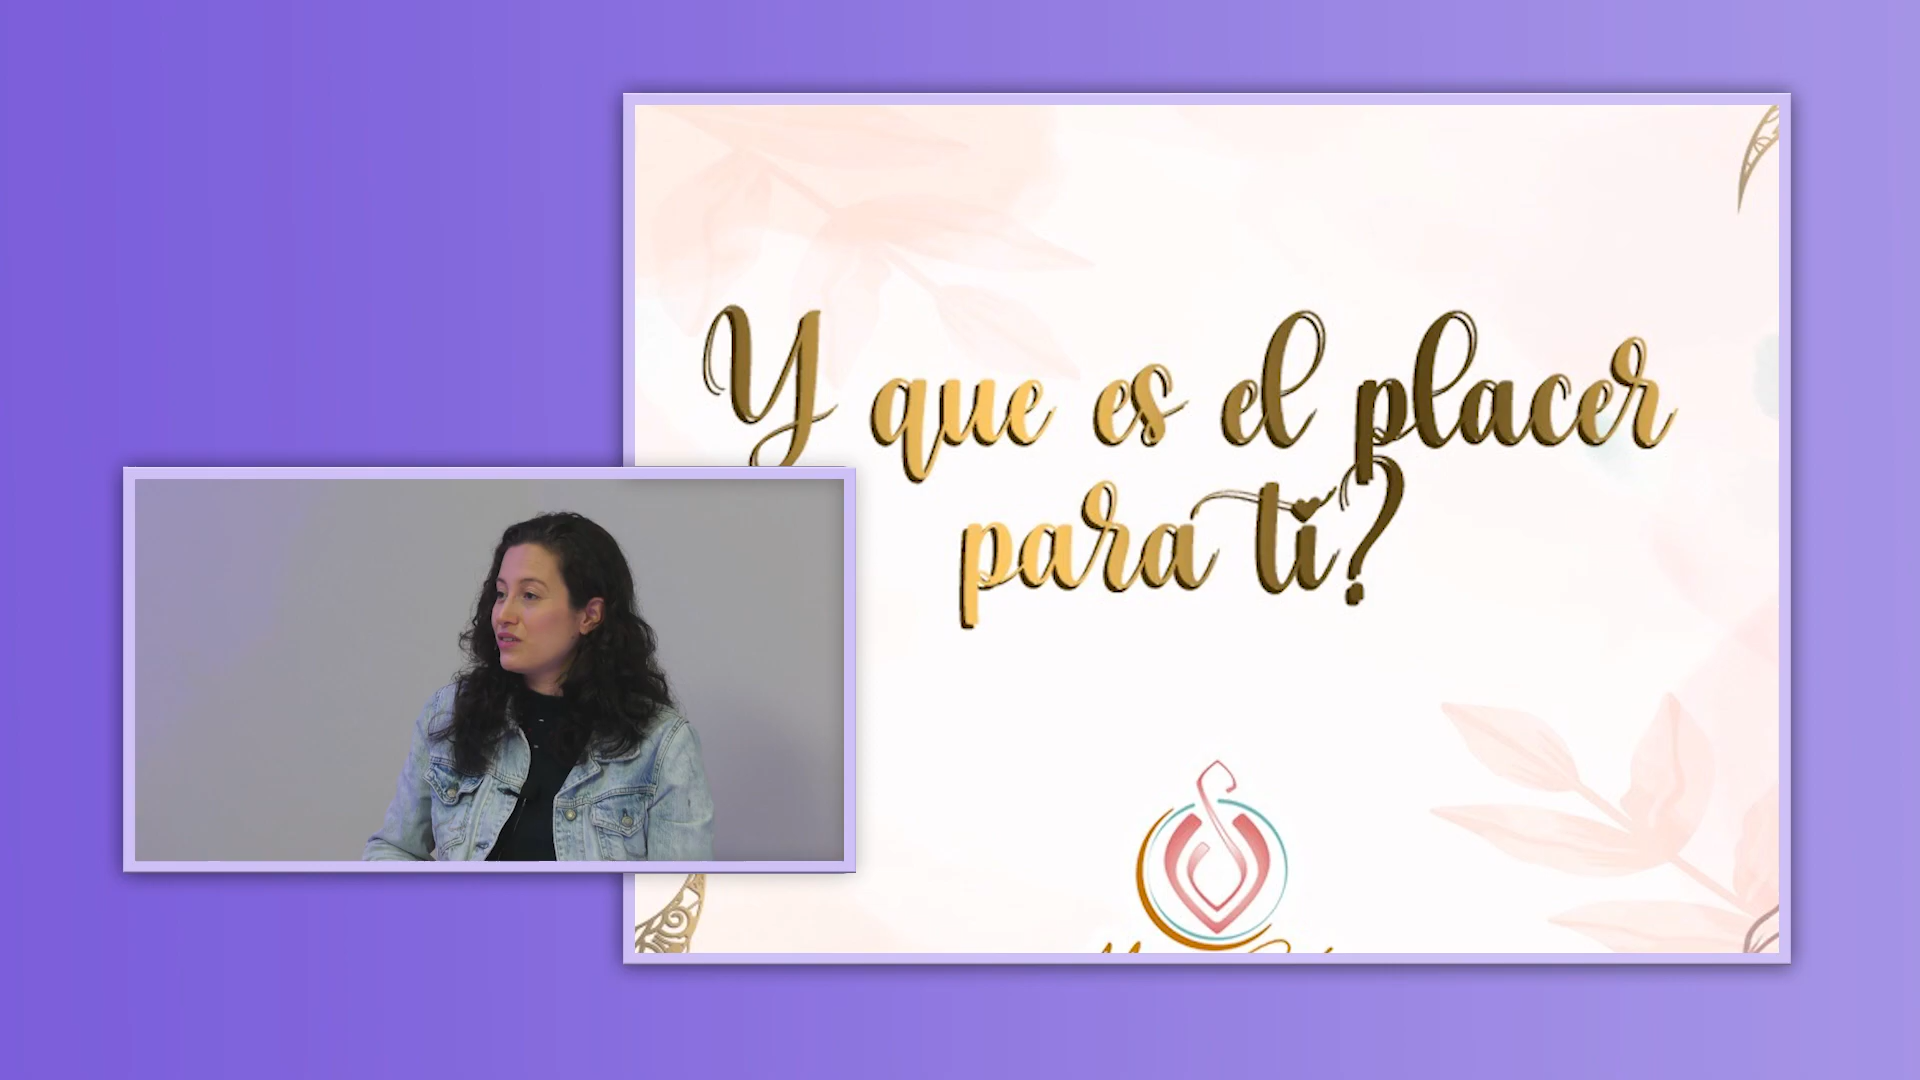 Y que es el placer
para ti?